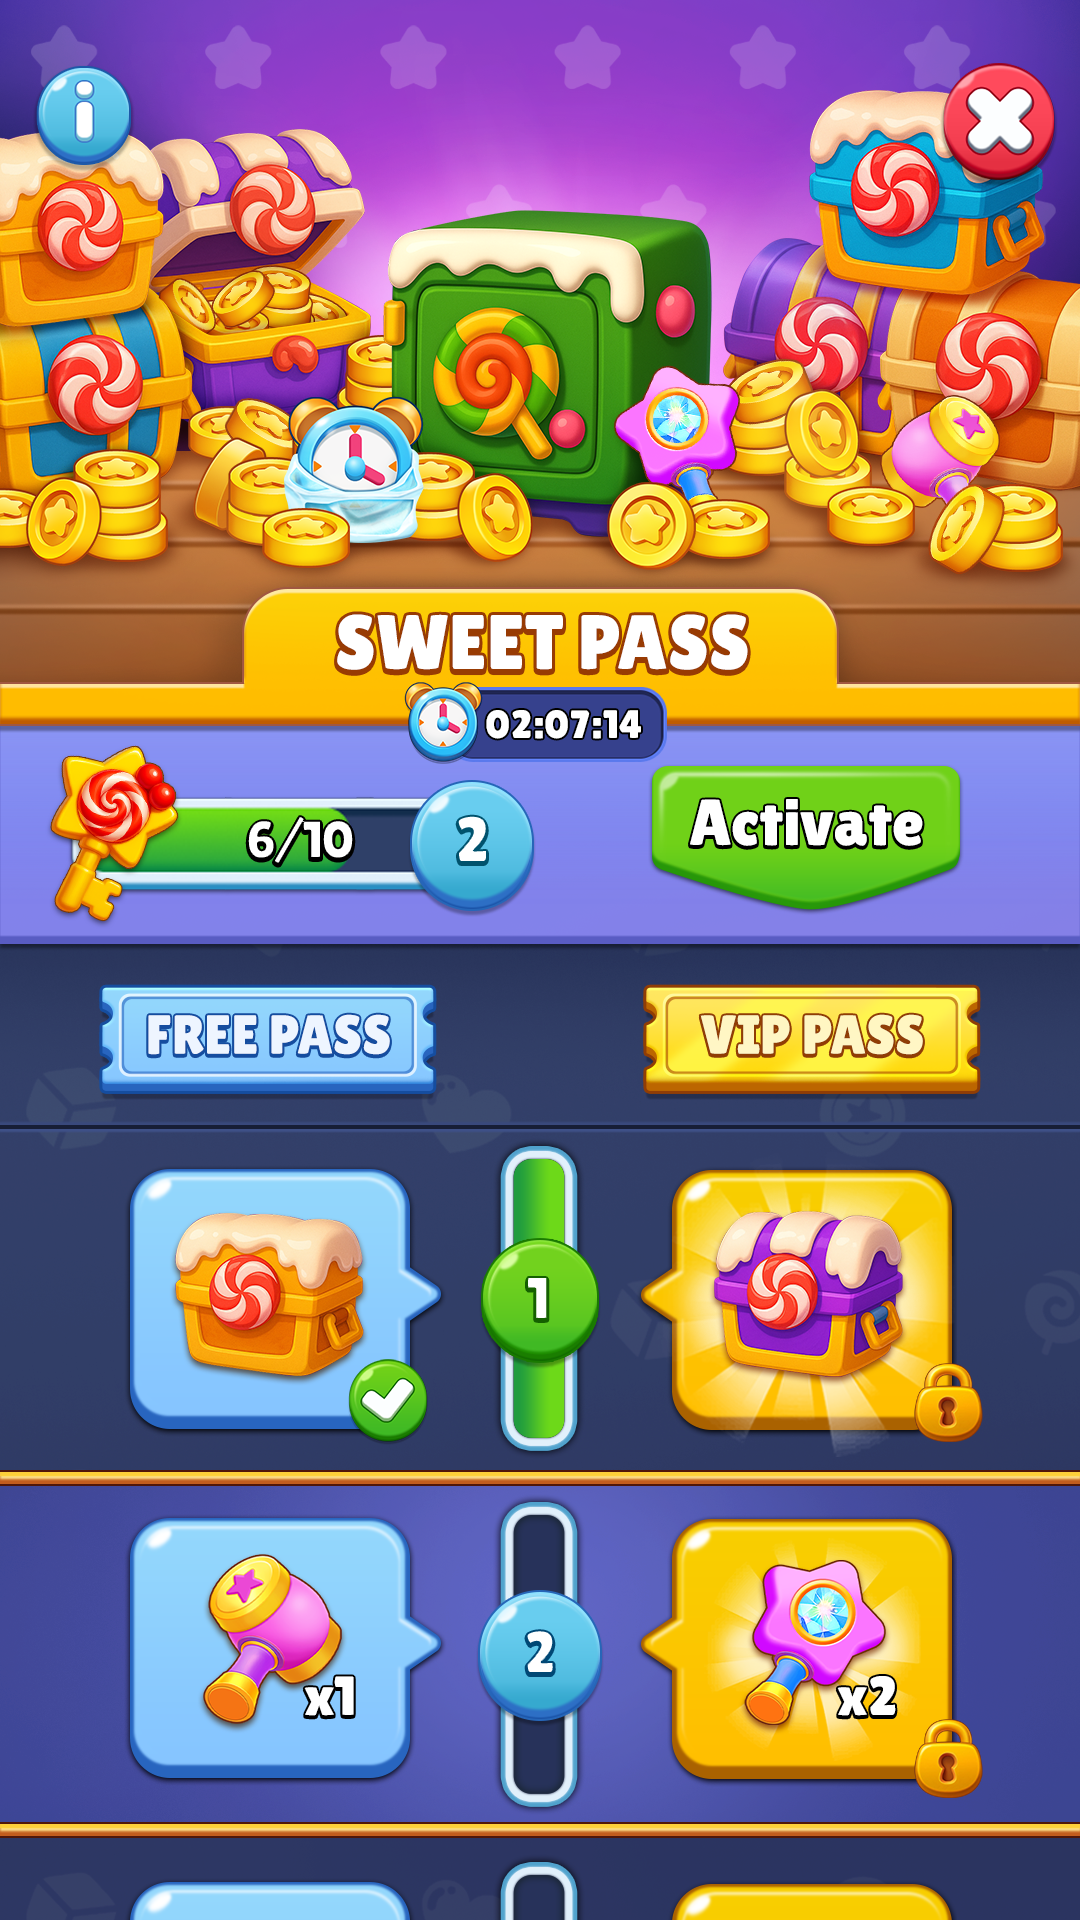 i
SWEET PASS
02:07:14
6/10
2
Activate
FREE PASS
VIP PASS
1
x1
2
x2